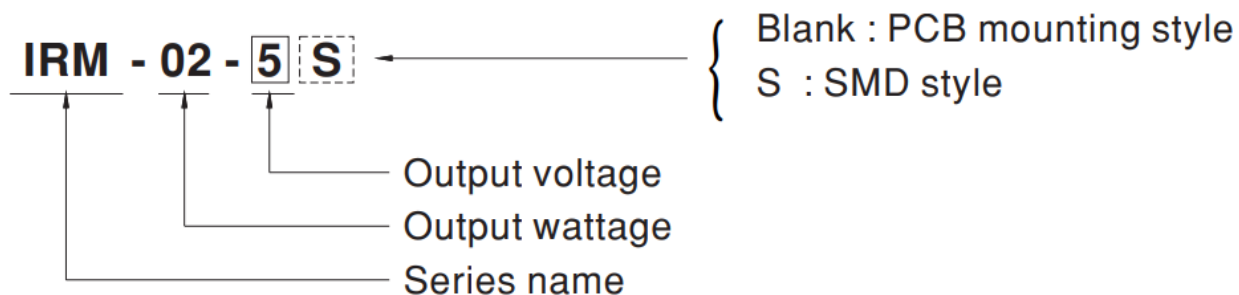 IRM - 02 - 5 S
Blank : PCB mounting style
S : SMD style
Output voltage
Output wattage
Series name